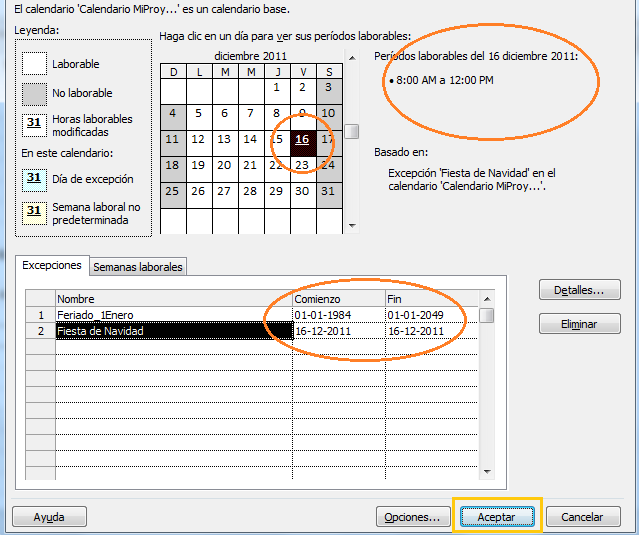 El calendario 'Calendario MiProy...' es un calendario base.
Leyenda:
Laborable
No laborable
31 Horas laborables
modificadas
En este calendario:
31 Día de excepción
31 Semana laboral no
predeterminada
Haga clic en un día para ver sus períodos laborables:
diciembre 2011
D L M M J V S
1 2 3
4 5 6 7 8 9 10
11 12 13 14 15 16 17
18 19 20 21 22 23 24
25 26 27 28 29 30 31
Períodos laborables del 16 diciembre 2011:
• 8:00 AM a 12:00 PM
Basado en:
Excepción 'Fiesta de Navidad' en el
calendario 'Calendario MiProy...'.
Excepciones Semanas laborales
Nombre Comienzo Fin
1 Feriado_1Enero 01-01-1984 01-01-2049
2 Fiesta de Navidad 16-12-2011 16-12-2011
Detalles...
Eliminar
Ayuda Opciones... Aceptar Cancelar